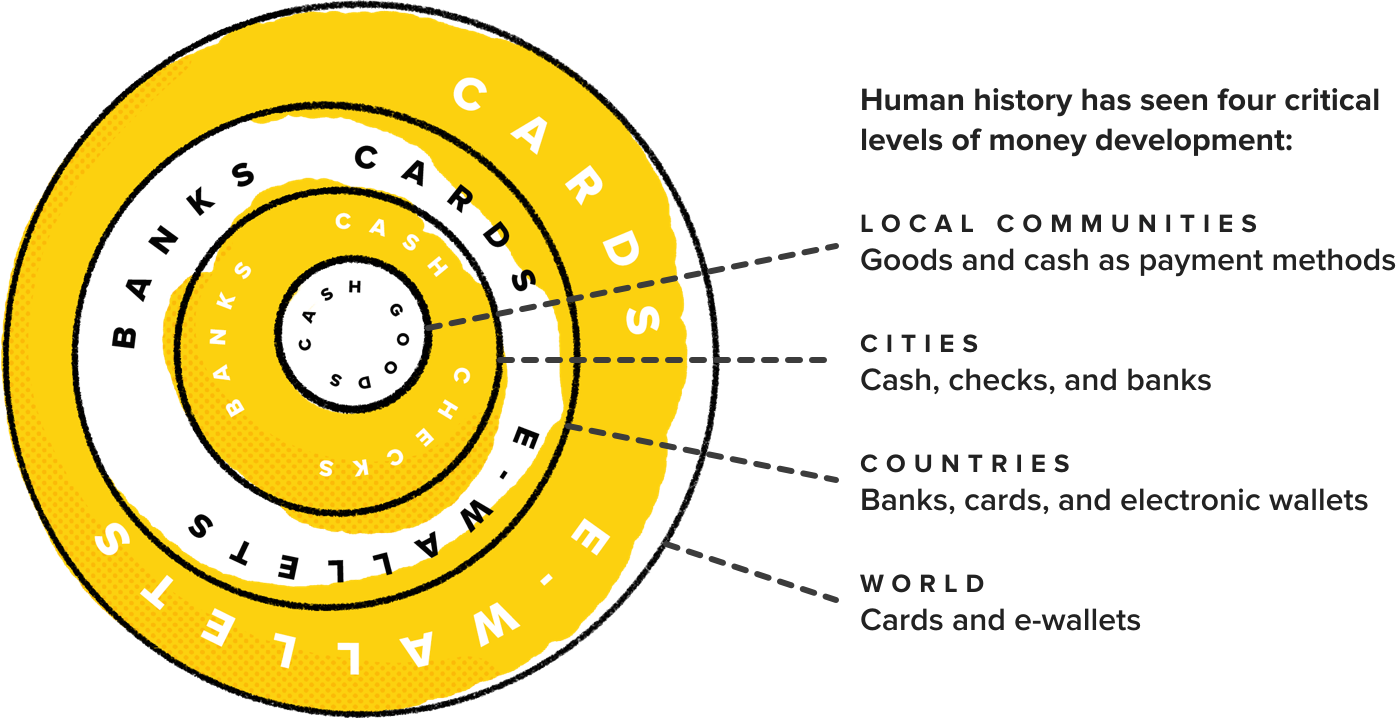 CARDS
E-WALLETS
BANKS
CARDS
E-WALLETS
BANKS
CASH
CHECKS
CASH
GOODS
Human history has seen four critical
levels of money development:
LOCAL COMMUNITIES
Goods and cash as payment methods
CITIES
Cash, checks, and banks
COUNTRIES
Banks, cards, and electronic wallets
WORLD
Cards and e-wallets